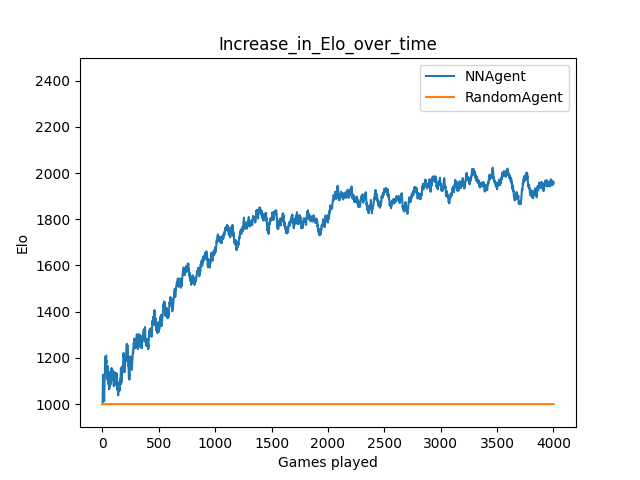 Increase_in_Elo_over_time
NNAgent
RandomAgent
2400
2200
2000
1800
1600
1400
1200
1000
Elo
0 500 1000 1500 2000 2500 3000 3500 4000
Games played